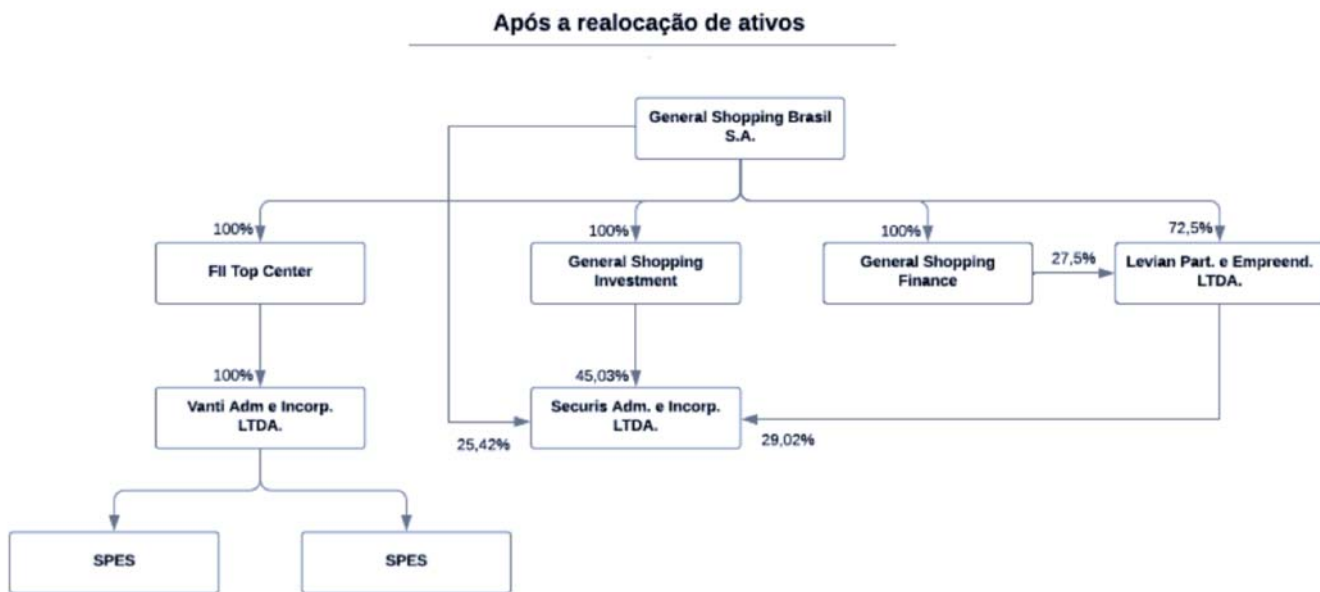 Após a realocação de ativos
General Shopping Brasil
S.A.
100%
100%
100%
72,5%
FII Top Center
General Shopping
Investment
General Shopping
Finance
27,5%
Levian Part. e Empreend.
LTDA.
100%
45,03%
Vanti Adm e Incorp.
LTDA.
25,42%
Securis Adm. e Incorp.
LTDA.
29,02%
SPES
SPES